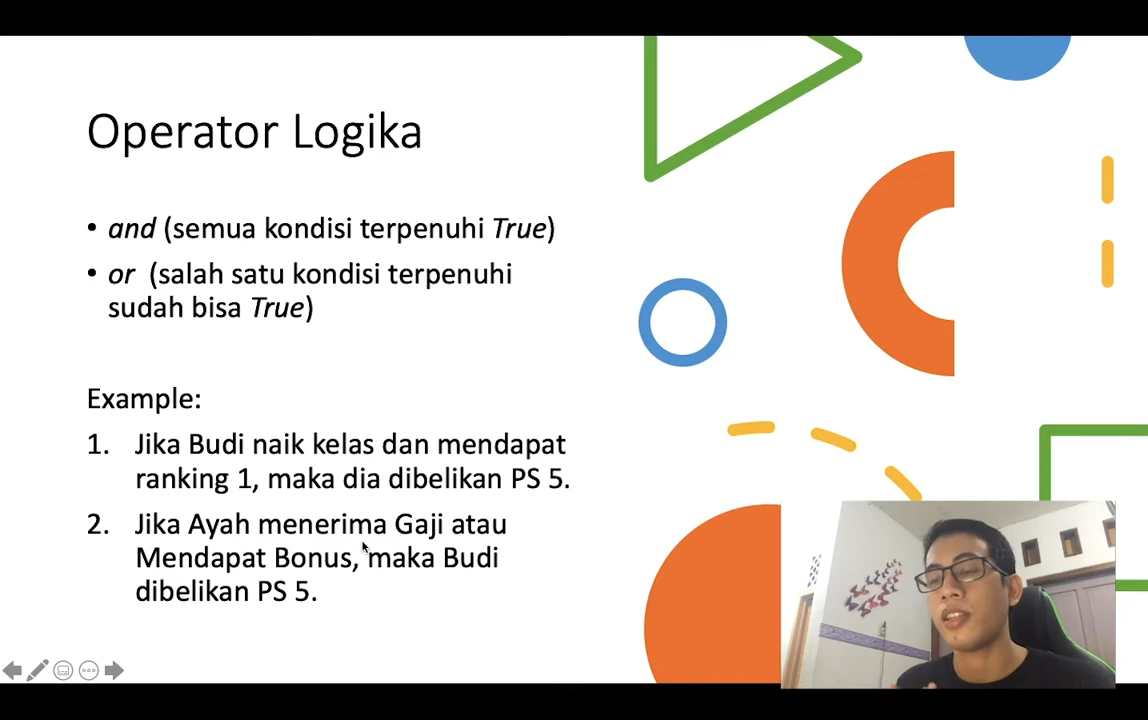 Operator Logika
• and (semua kondisi terpenuhi True)
• or (salah satu kondisi terpenuhi
sudah bisa True)
Example:
1. Jika Budi naik kelas dan mendapat
ranking 1, maka dia dibelikan PS 5.
2. Jika Ayah menerima Gaji atau
Mendapat Bonus, maka Budi
dibelikan PS 5.